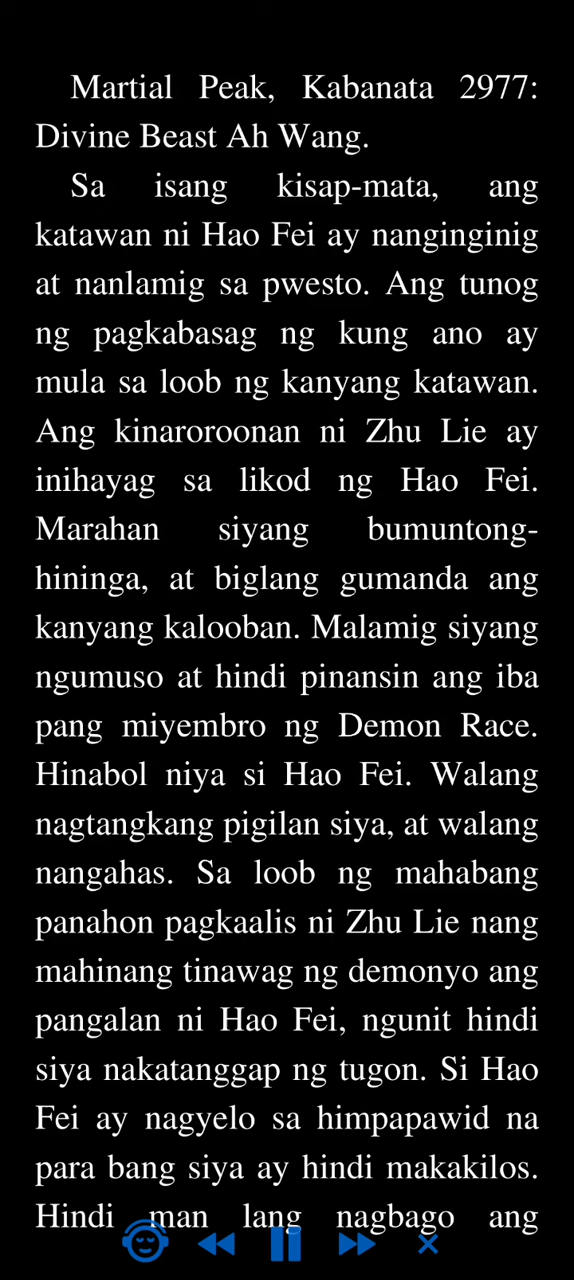 Martial Peak, Kabanata 2977:
Divine Beast Ah Wang.
Sa isang kisap-mata, ang
katawan ni Hao Fei ay nanginginig
at nanlamig sa pwesto. Ang tunog
ng pagkabasag ng kung ano ay
mula sa loob ng kanyang katawan.
Ang kinaroroonan ni Zhu Lie ay
inihayag sa likod ng Hao Fei.
Marahan siyang bumuntong-
hininga, at biglang gumanda ang
kanyang kalooban. Malamig siyang
ngumuso at hindi pinansin ang iba
pang miyembro ng Demon Race.
Hinabol niya si Hao Fei. Walang
nagtangkang pigilan siya, at walang
nangahas. Sa loob ng mahabang
panahon pagkaalis ni Zhu Lie nang
mahinang tinawag ng demonyo ang
pangalan ni Hao Fei, ngunit hindi
siya nakatanggap ng tugon. Si Hao
Fei ay nagyelo sa himpapawid na
para bang siya ay hindi makakilos.
Hindi man lang nagbago ang